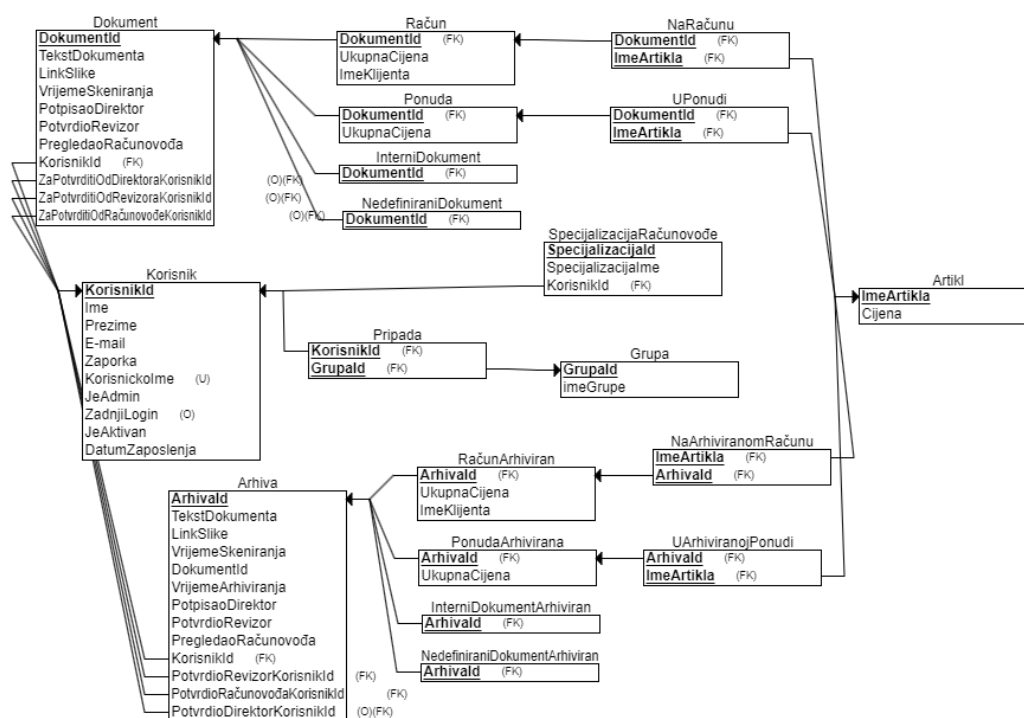 Dokument
DokumentId
TekstDokumenta
LinkSlike
VrijemeSkeniranja
PotpisaoDirektor
PotvrdioRevizor
PregledaoRačunovođa
KorisnikId (FK)
ZaPotvrditiOdDirektoraKorisnikId (O)(FK)
ZaPotvrditiOdRevizoraKorisnikId (O)(FK)
ZaPotvrditiOdRačunovođeKorisnikId (O)(FK)
Račun
DokumentId (FK)
UkupnaCijena
ImeKlijenta
NaRačunu
DokumentId (FK)
ImeArtikla (FK)
Ponuda
DokumentId (FK)
UkupnaCijena
UPonudi
DokumentId (FK)
ImeArtikla (FK)
InterniDokument
DokumentId (FK)
NedefiniraniDokument
DokumentId (FK)
SpecijalizacijaRačunovođe
SpecijalizacijaId
SpecijalizacijaIme
KorisnikId (FK)
Korisnik
KorisnikId
Ime
Prezime
E-mail
Zaporka
KorisnickoIme (U)
JeAdmin
ZadnjiLogin (O)
JeAktivan
DatumZaposlenja
Artikl
ImeArtikla
Cijena
Pripada
KorisnikId (FK)
GrupaId (FK)
Grupa
GrupaId
imeGrupe
Arhiva
ArhivaId
TekstDokumenta
LinkSlike
VrijemeSkeniranja
DokumentId
VrijemeArhiviranja
PotpisaoDirektor
PotvrdioRevizor
PregledaoRačunovođa
KorisnikId (FK)
PotvrdioRevizorKorisnikId (FK)
PotvrdioRačunovođaKorisnikId (FK)
PotvrdioDirektorKorisnikId (O)(FK)
RačunArhiviran
ArhivaId (FK)
UkupnaCijena
ImeKlijenta
NaArhiviranomRačunu
ImeArtikla (FK)
ArhivaId (FK)
PonudaArhivirana
ArhivaId (FK)
UkupnaCijena
UArhiviranojPonudi
ArhivaId (FK)
ImeArtikla (FK)
InterniDokumentArhiviran
ArhivaId (FK)
NedefiniraniDokumentArhiviran
ArhivaId (FK)